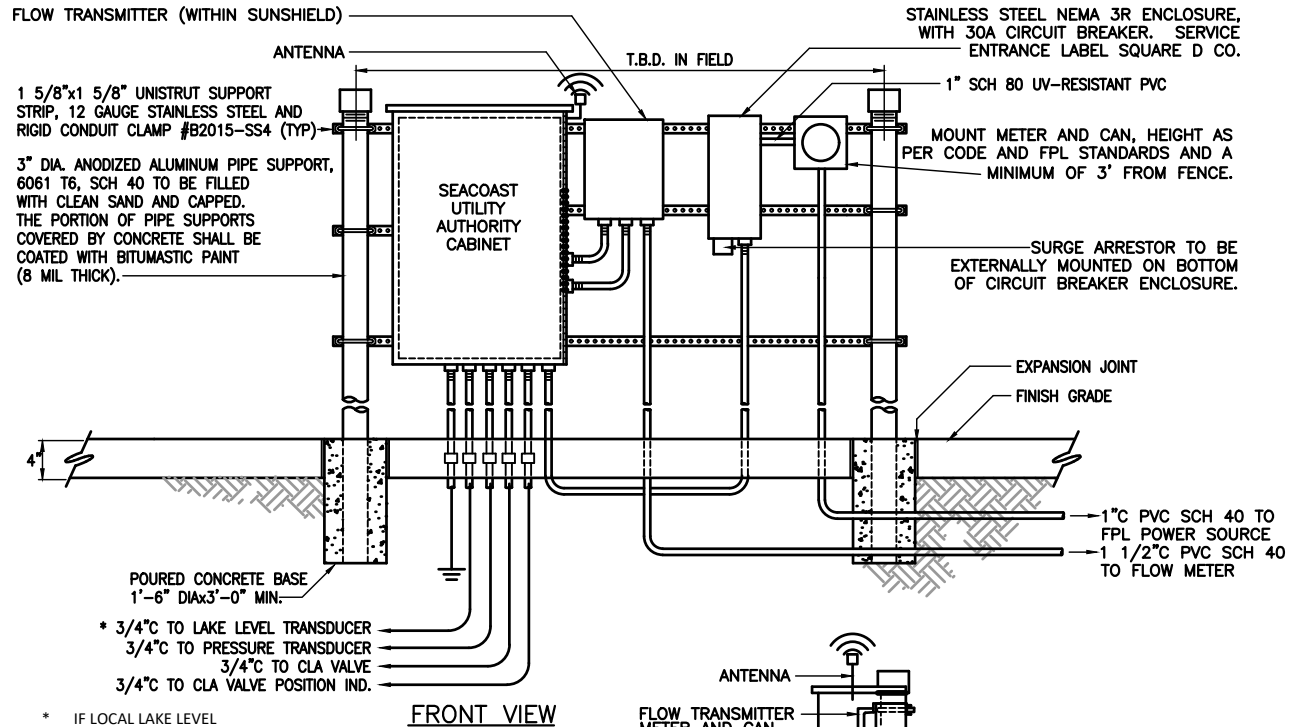 FLOW TRANSMITTER (WITHIN SUNSHIELD)
ANTENNA
1 5/8"x1 5/8" UNISTRUT SUPPORT
STRIP, 12 GAUGE STAINLESS STEEL AND
RIGID CONDUIT CLAMP #B2015-SS4 (TYP)
3" DIA. ANODIZED ALUMINUM PIPE SUPPORT,
6061 T6, SCH 40 TO BE FILLED
WITH CLEAN SAND AND CAPPED.
THE PORTION OF PIPE SUPPORTS
COVERED BY CONCRETE SHALL BE
COATED WITH BITUMASTIC PAINT
(8 MIL THICK).
T.B.D. IN FIELD
STAINLESS STEEL NEMA 3R ENCLOSURE,
WITH 30A CIRCUIT BREAKER. SERVICE
ENTRANCE LABEL SQUARE D CO.
1" SCH 80 UV-RESISTANT PVC
MOUNT METER AND CAN, HEIGHT AS
PER CODE AND FPL STANDARDS AND A
MINIMUM OF 3' FROM FENCE.
SEACOAST
UTILITY
AUTHORITY
CABINET
SURGE ARRESTOR TO BE
EXTERNALLY MOUNTED ON BOTTOM
OF CIRCUIT BREAKER ENCLOSURE.
EXPANSION JOINT
FINISH GRADE
4"
1"C PVC SCH 40 TO
FPL POWER SOURCE
1 1/2"C PVC SCH 40
TO FLOW METER
POURED CONCRETE BASE
1'-6" DIAx3'-0" MIN.
* 3/4"C TO LAKE LEVEL TRANSDUCER
3/4"C TO PRESSURE TRANSDUCER
3/4"C TO CLA VALVE
3/4"C TO CLA VALVE POSITION IND.
* IF LOCAL LAKE LEVEL
FRONT VIEW
ANTENNA
FLOW TRANSMITTER
METER AND CAN